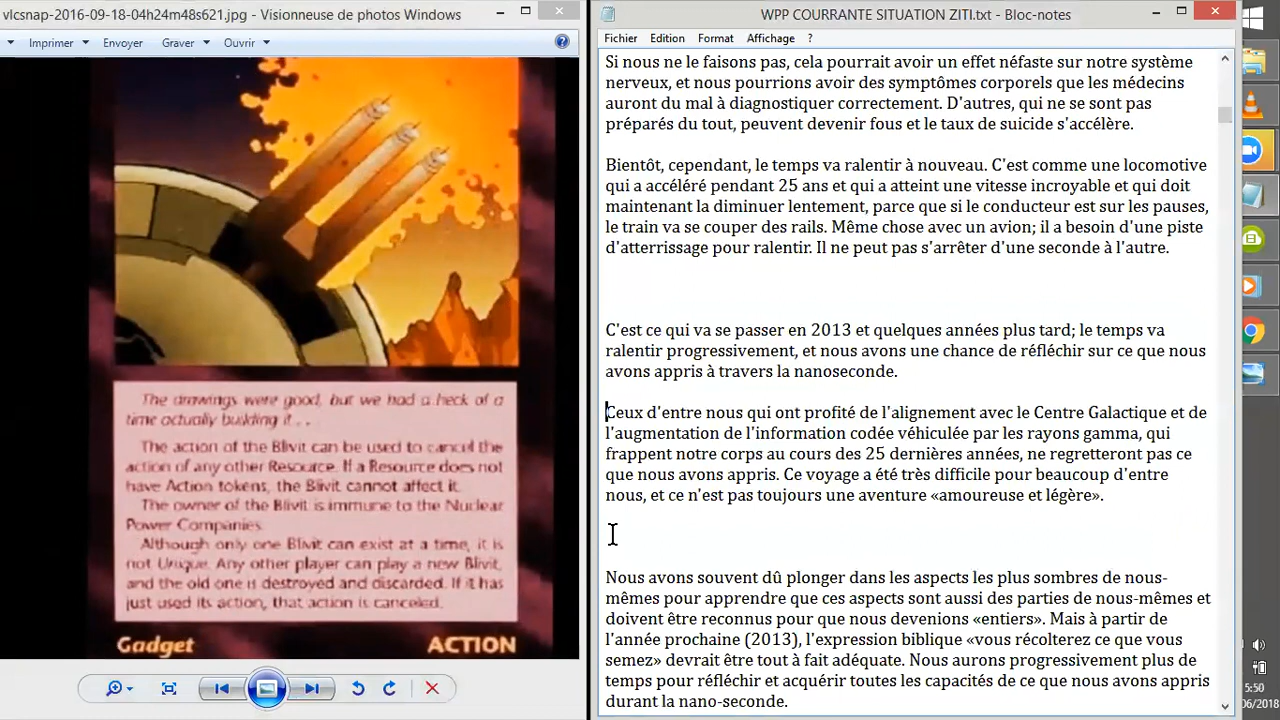 vlcsnap-2016-09-18-04h24m48s621.jpg - Visionneuse de photos Windows
Imprimer Envoyer Graver Ouvrir
The drawings were good, but we had a heck of a
time actually building it . .
The action of the Blivit can be used to cancel the
action of any other Resource. If a Resource does not
have Action tokens, the Blivit cannot affect it.
The owner of the Blivit is immune to the Nuclear
Power Companies.
Although only one Blivit can exist at a time, it is
not Unique. Any other player can play a new Blivit,
and the old one is destroyed and discarded. If it has
just used its action, that action is canceled.
Gadget ACTION
WPP COURRANTE SITUATION ZITI.txt - Bloc-notes
Fichier Edition Format Affichage ?
Si nous ne le faisons pas, cela pourrait avoir un effet néfaste sur notre système
nerveux, et nous pourrions avoir des symptômes corporels que les médecins
auront du mal à diagnostiquer correctement. D'autres, qui ne se sont pas
préparés du tout, peuvent devenir fous et le taux de suicide s'accélère.
Bientôt, cependant, le temps va ralentir à nouveau. C'est comme une locomotive
qui a accéléré pendant 25 ans et qui a atteint une vitesse incroyable et qui doit
maintenant la diminuer lentement, parce que si le conducteur est sur les pauses,
le train va se couper des rails. Même chose avec un avion; il a besoin d'une piste
d'atterrissage pour ralentir. Il ne peut pas s'arrêter d'une seconde à l'autre.
C'est ce qui va se passer en 2013 et quelques années plus tard; le temps va
ralentir progressivement, et nous avons une chance de réfléchir sur ce que nous
avons appris à travers la nanoseconde.
Ceux d'entre nous qui ont profité de l'alignement avec le Centre Galactique et de
l'augmentation de l'information codée véhiculée par les rayons gamma, qui
frappent notre corps au cours des 25 dernières années, ne regretteront pas ce
que nous avons appris. Ce voyage a été très difficile pour beaucoup d'entre
nous, et ce n'est pas toujours une aventure «amoureuse et légère».
Nous avons souvent dû plonger dans les aspects les plus sombres de nous-
mêmes pour apprendre que ces aspects sont aussi des parties de nous-mêmes et
doivent être reconnus pour que nous devenions «entiers». Mais à partir de
l'année prochaine (2013), l'expression biblique «vous récolterez ce que vous
semez» devrait être tout à fait adéquate. Nous aurons progressivement plus de
temps pour réfléchir et acquérir toutes les capacités de ce que nous avons appris
durant la nano-seconde.
5:50
06/2018